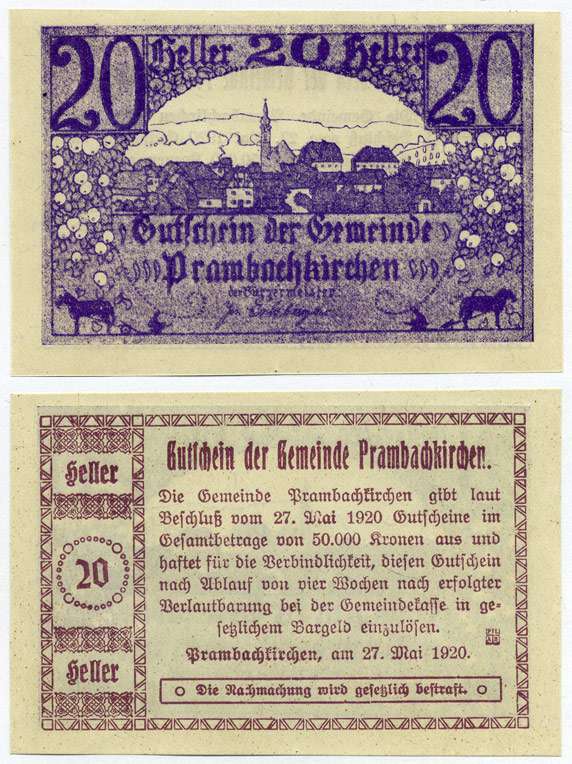 20 Heller 20 Heller 20
Gutschein der Gemeinde
Prambachkirchen
der Bürgermeister
Gutschein der Gemeinde Prambachkirchen.
Heller
20
Heller
Die Gemeinde Prambachkirchen gibt laut
Beschluß vom 27. Mai 1920 Gutscheine im
Gesamtbetrage von 50.000 Kronen aus und
haftet für die Verbindlichkeit, diesen Gutschein
nach Ablauf von vier Wochen nach erfolgter
Verlautbarung bei der Gemeindekasse in ge-
setzlichem Bargeld einzulösen.
Prambachkirchen, am 27. Mai 1920.
Die Nachmachung wird gesetzlich bestraft.